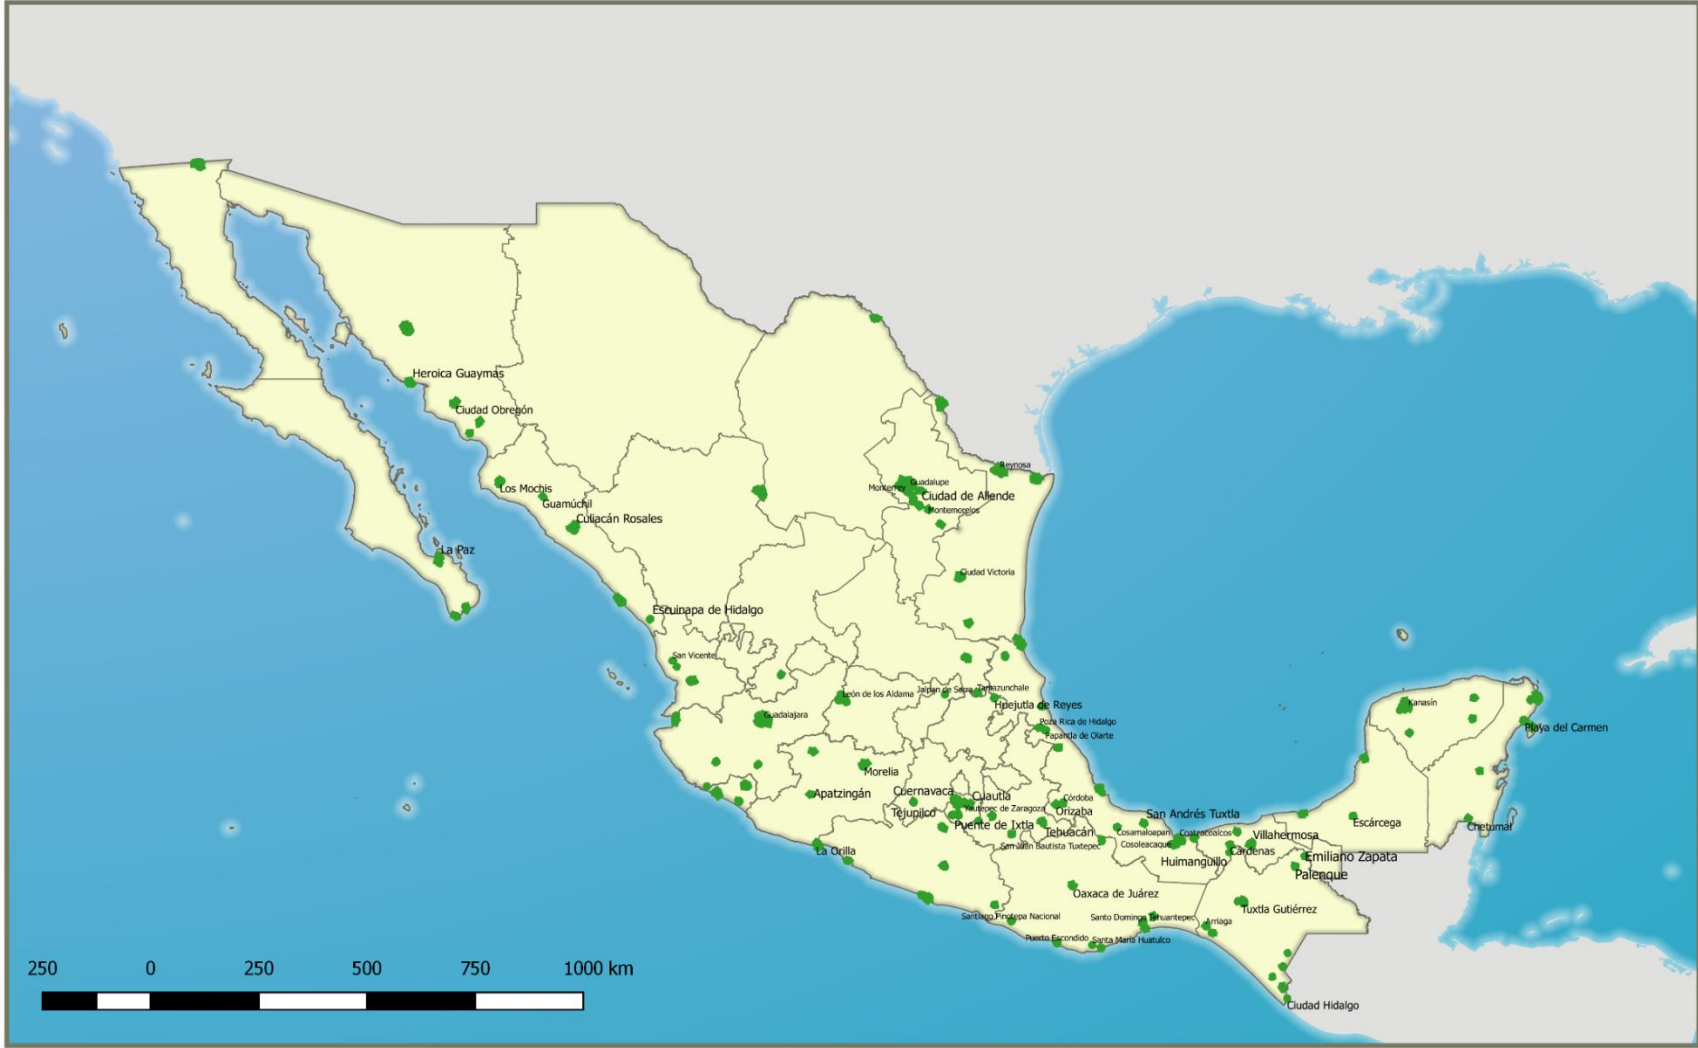 Heroica Guaymas
Ciudad Obregón
Reynosa
Guadalupe
Monterrey
Ciudad de Allende
Los Mochis
Guamúchil
Montemorelos
Culiacán Rosales
La Paz
Ciudad Victoria
Escuinapa de Hidalgo
San Vicente
León de los Aldama
Jalpan de Serra
Tamazunchale
Kanasín
Huejutla de Reyes
Guadalajara
Poza Rica de Hidalgo
Playa del Carmen
Papantla de Olarte
Morelia
Cuernavaca
Apatzingán
Cuautla
Córdoba
Yautepec de Zaragoza
Tejupilco
Orizaba
San Andrés Tuxtla
Escárcega
Puente de Ixtla
Tehuacán
Cosamaloapan
Coatzacoalcos
Villahermosa
Chetumal
San Juan Bautista Tuxtepec
Cosoleacaque
La Orilla
Cárdenas
Huimanguillo
Emiliano Zapata
Palenque
Oaxaca de Juárez
Tuxtla Gutiérrez
Santiago Pinotepa Nacional
Santo Domingo Tehuantepec
Arriaga
Puerto Escondido
Santa María Huatulco
250 0 250 500 750 1000 km
Ciudad Hidalgo